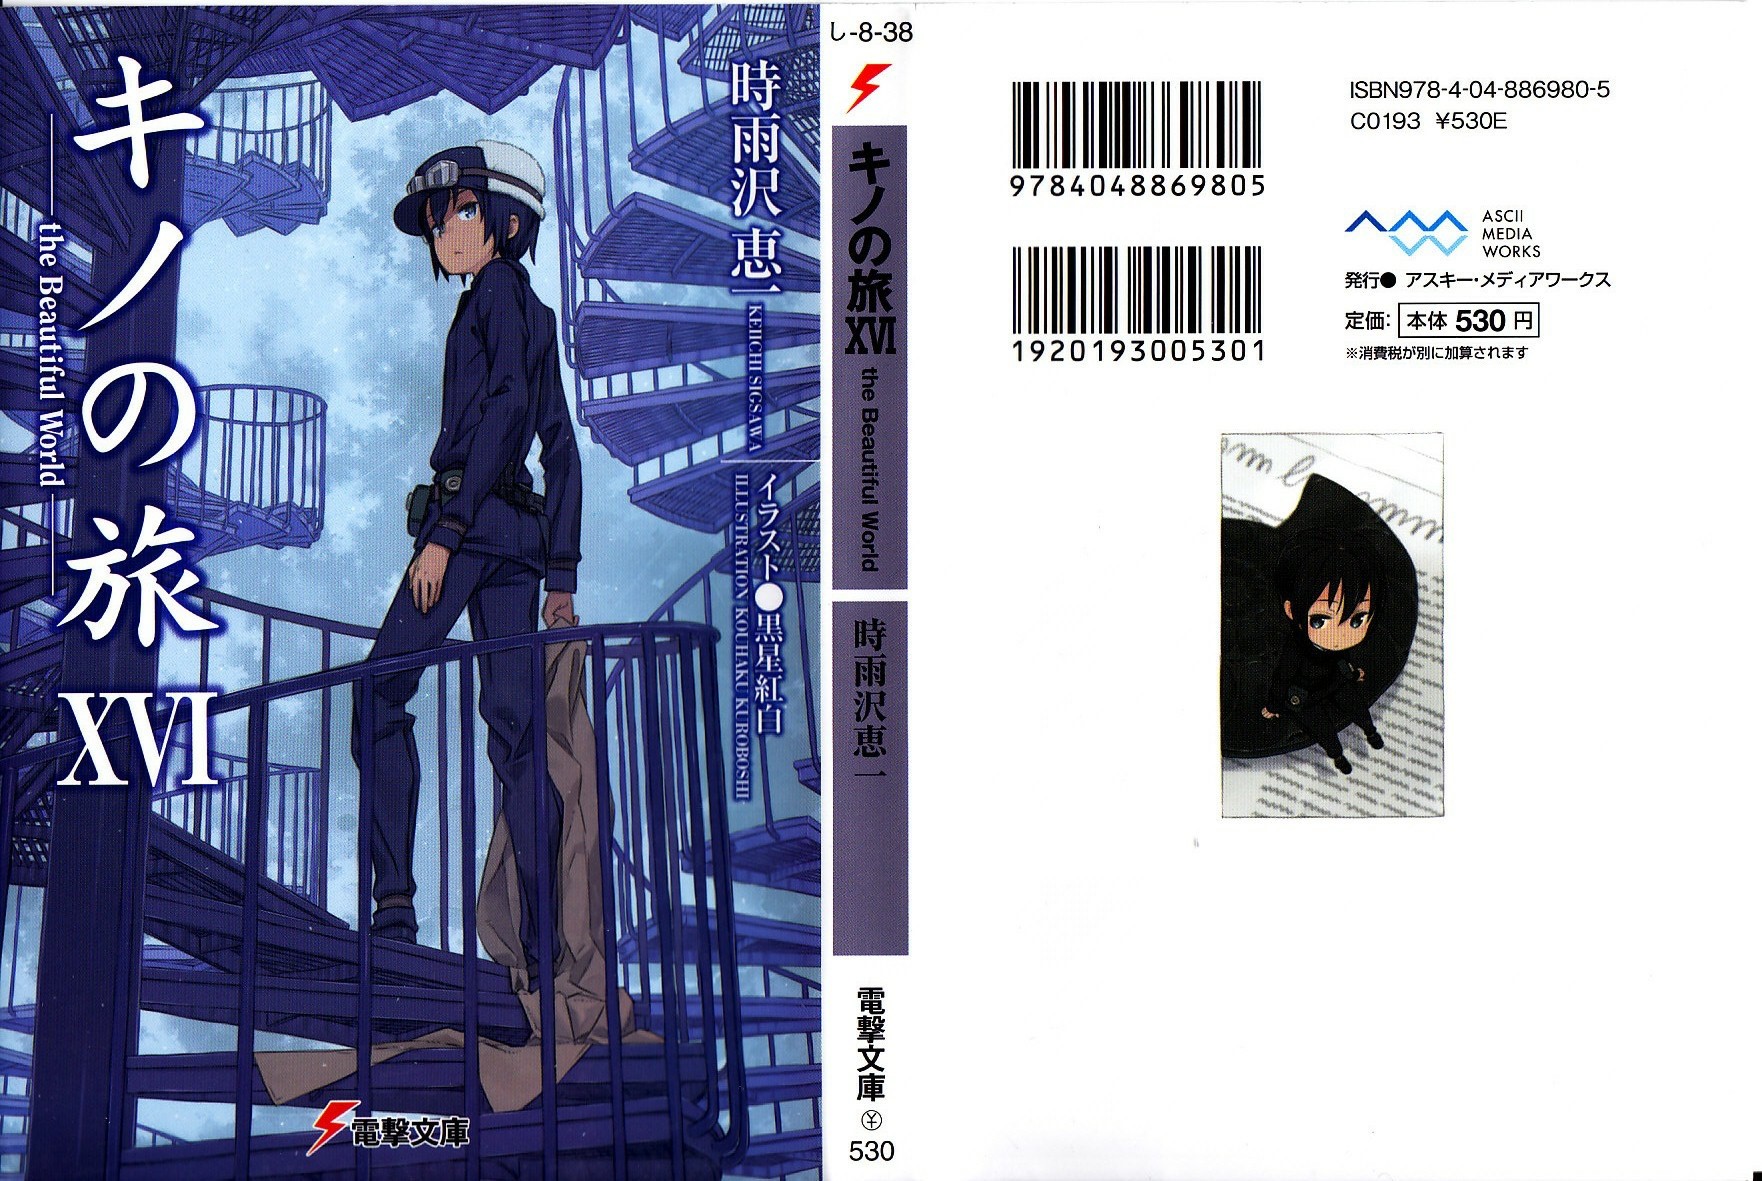 キノの旅 XVI
the Beautiful World
時雨沢恵一
KEIICHI SIGSAWA
イラスト●黒星紅白
ILLUSTRATION KOUHAKU KUROBOSHI
電撃文庫
し-8-38
キノの旅XVI the Beautiful World
時雨沢恵一
電撃文庫
¥
530
9784048869805
1920193005301
ISBN978-4-04-886980-5
C0193 ¥530E
ASCII
MEDIA
WORKS
発行● アスキー・メディアワークス
定価: 本体 530 円
※消費税が別に加算されます